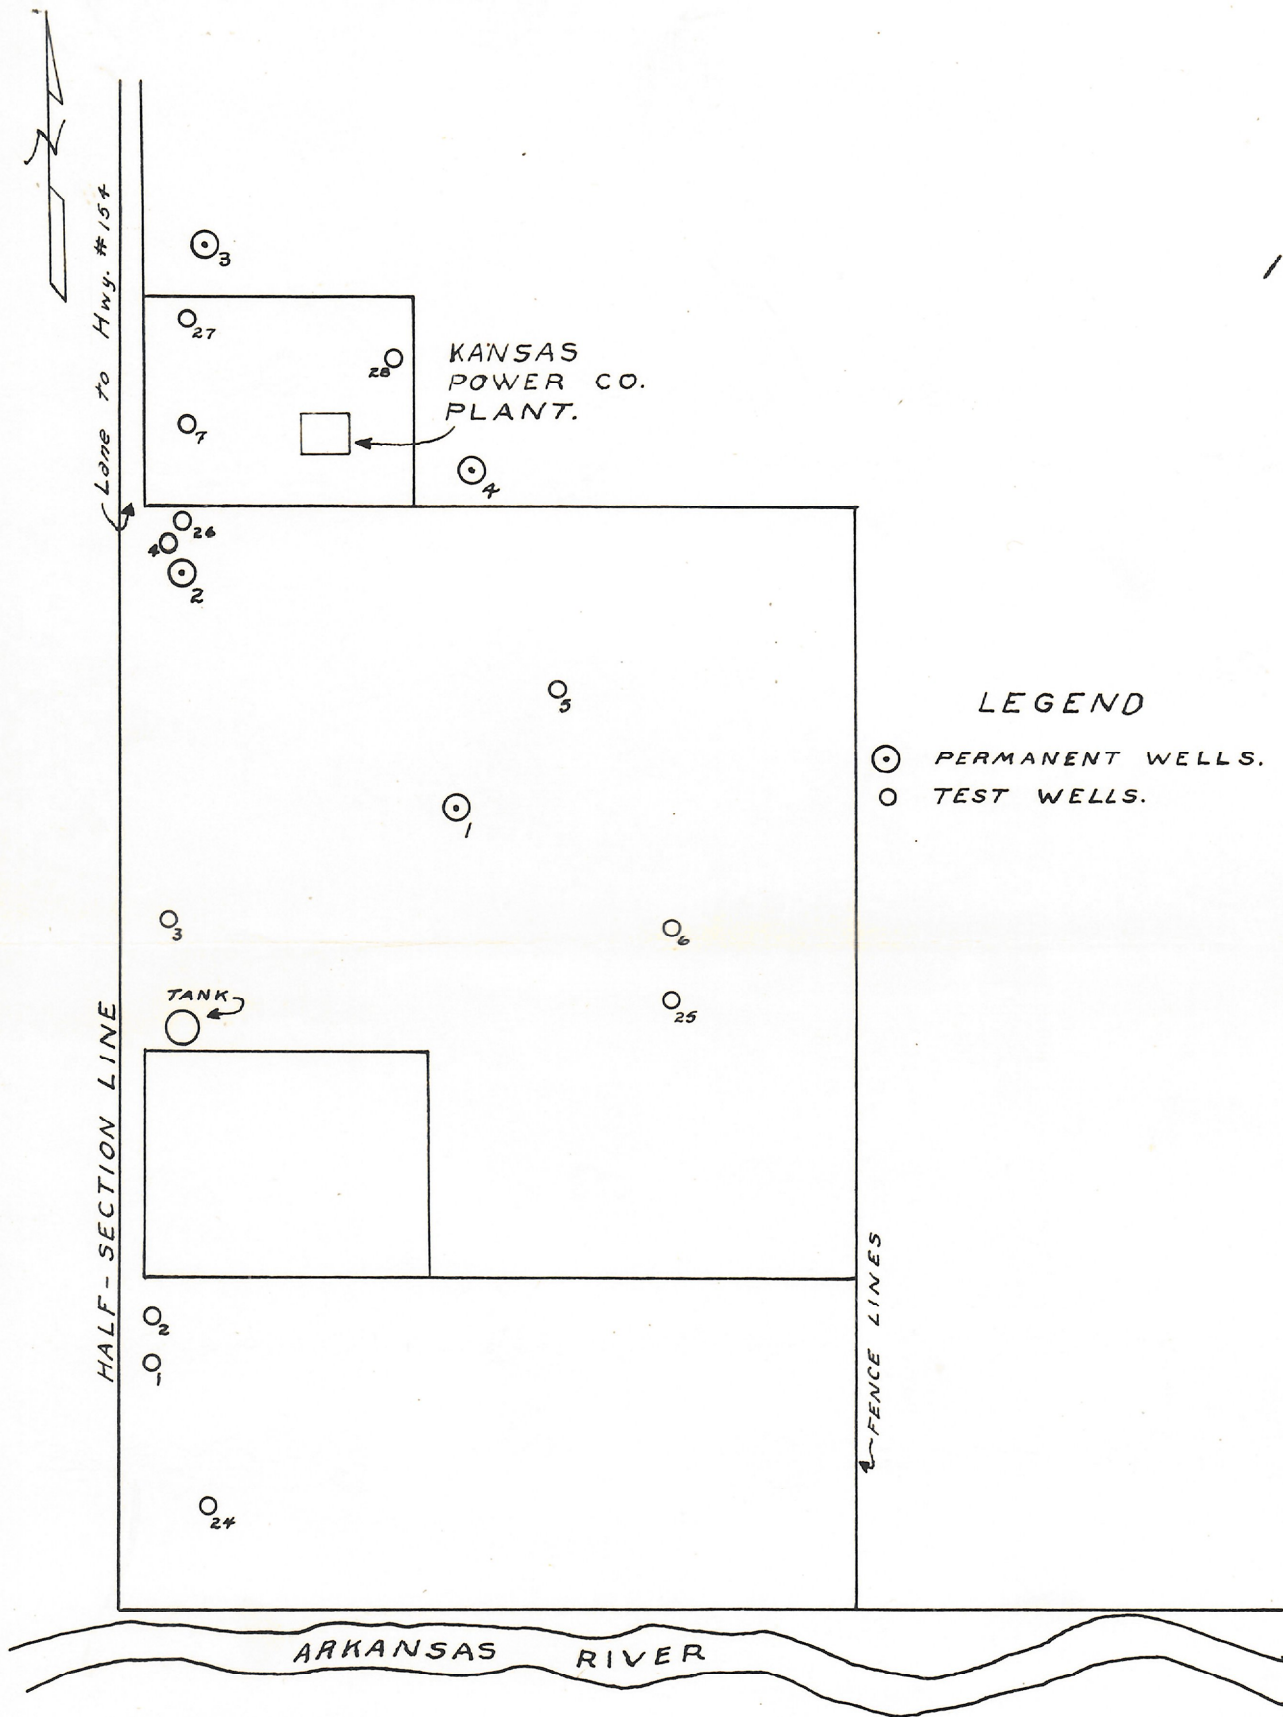 N
Lane to Hwy. #154
3
27
28
KANSAS
POWER CO.
PLANT.
7
4
26
4
2
5
LEGEND
PERMANENT WELLS.
TEST WELLS.
1
3
6
TANK
25
HALF-SECTION LINE
FENCE LINES
2
1
24
ARKANSAS RIVER